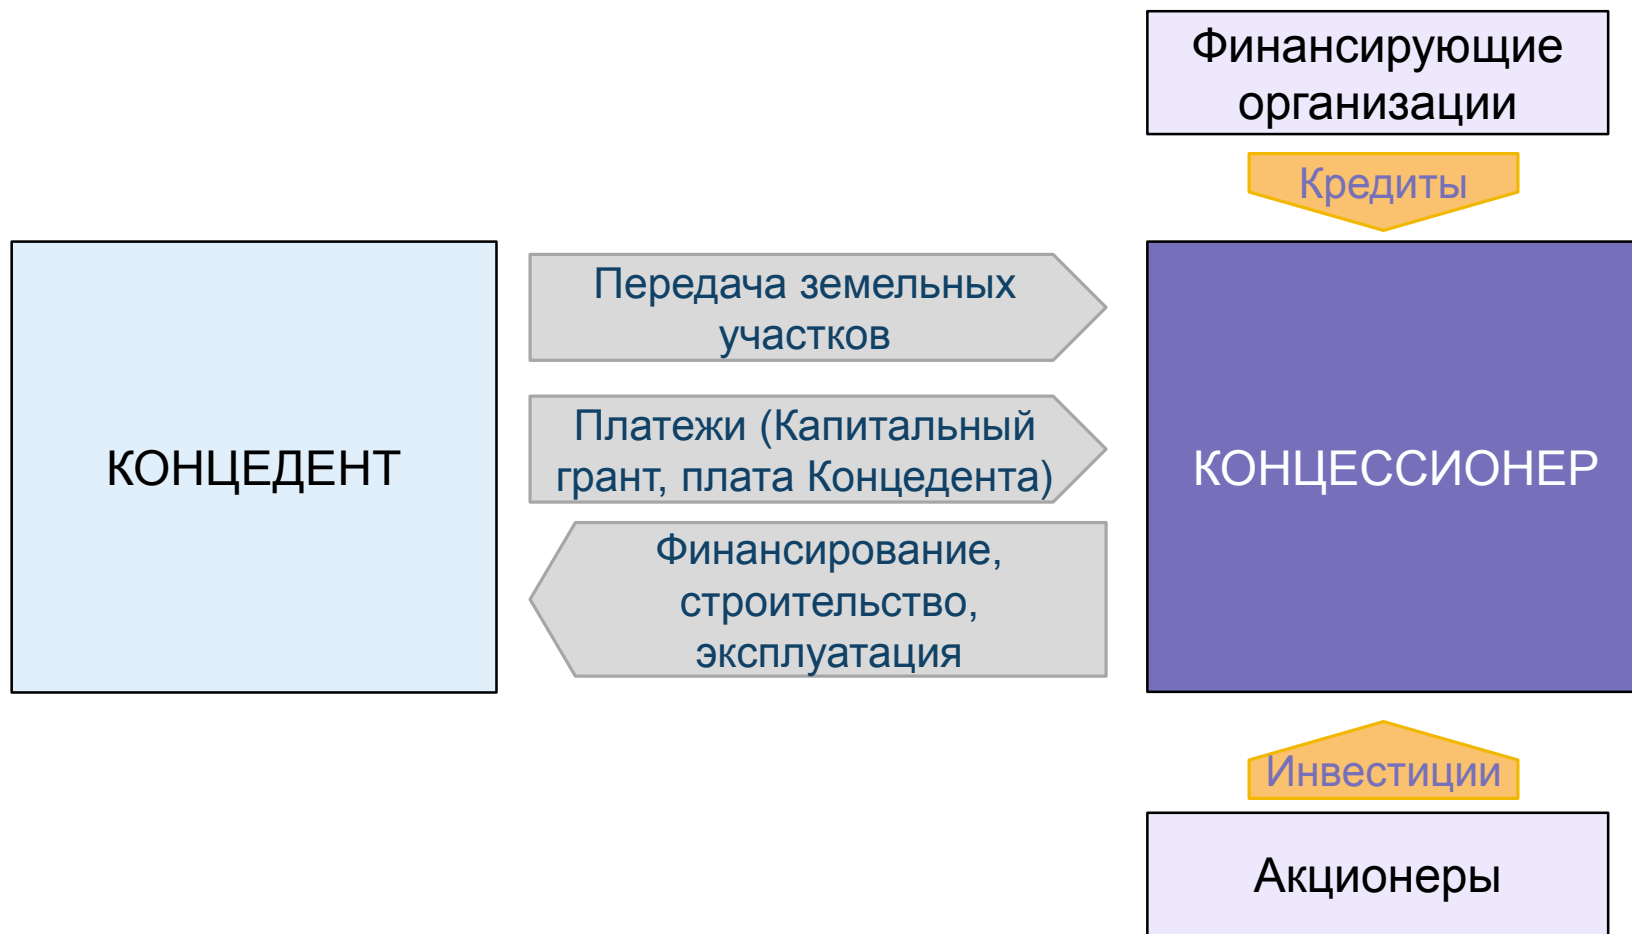 Финансирующие
организации
Кредиты
КОНЦЕДЕНТ
Передача земельных
участков
Платежи (Капитальный
грант, плата Концедента)
Финансирование,
строительство,
эксплуатация
КОНЦЕССИОНЕР
Инвестиции
Акционеры